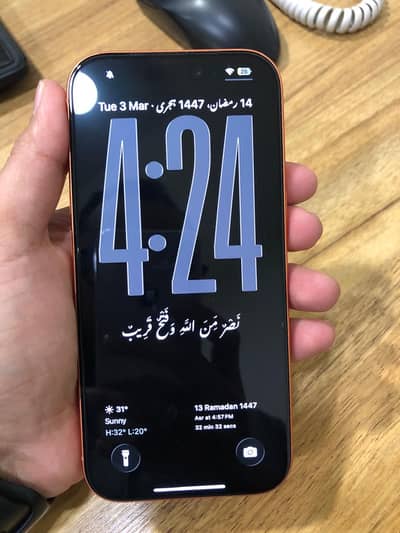 26
Tue 3 Mar · 14 رمضان، 1447 هجري
4:24
نَصْرٌ مِّنَ اللَّهِ وَفَتْحٌ قَرِيبٌ
31°
Sunny
H:32° L:20°
13 Ramadan 1447
Asr at 4:57 PM
32 min 32 secs